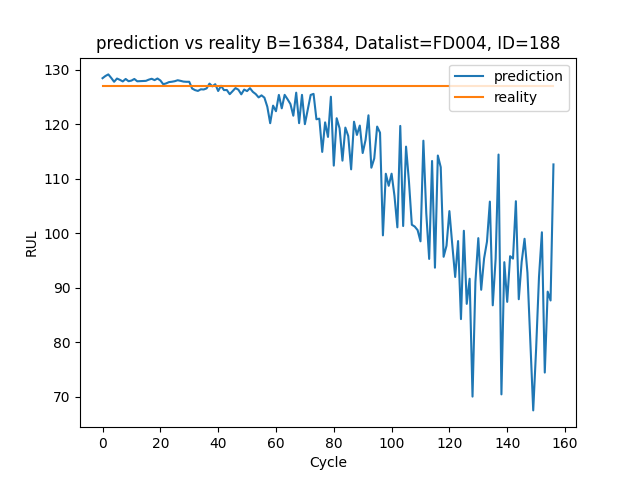 prediction vs reality B=16384, Datalist=FD004, ID=188
prediction
reality
RUL
130
120
110
100
90
80
70
0 20 40 60 80 100 120 140 160
Cycle